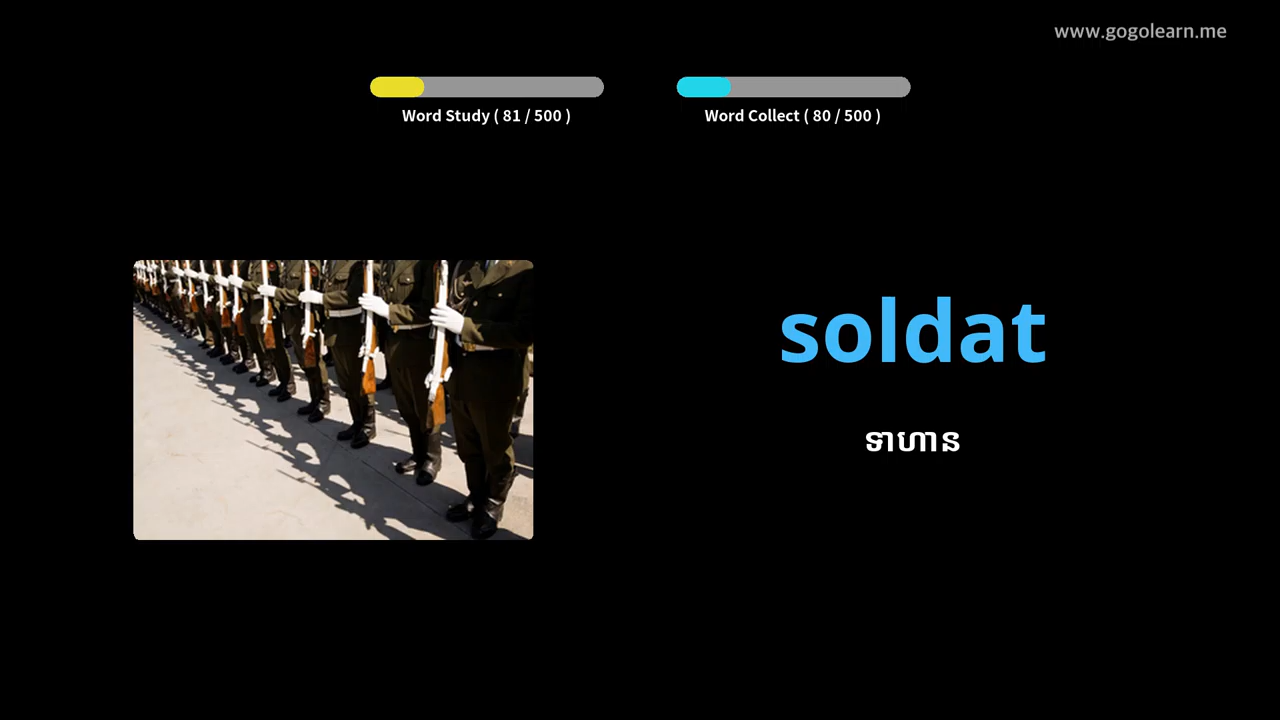 www.gogolearn.me
Word Study ( 81 / 500 )
Word Collect ( 80 / 500 )
soldat
ទាហាន